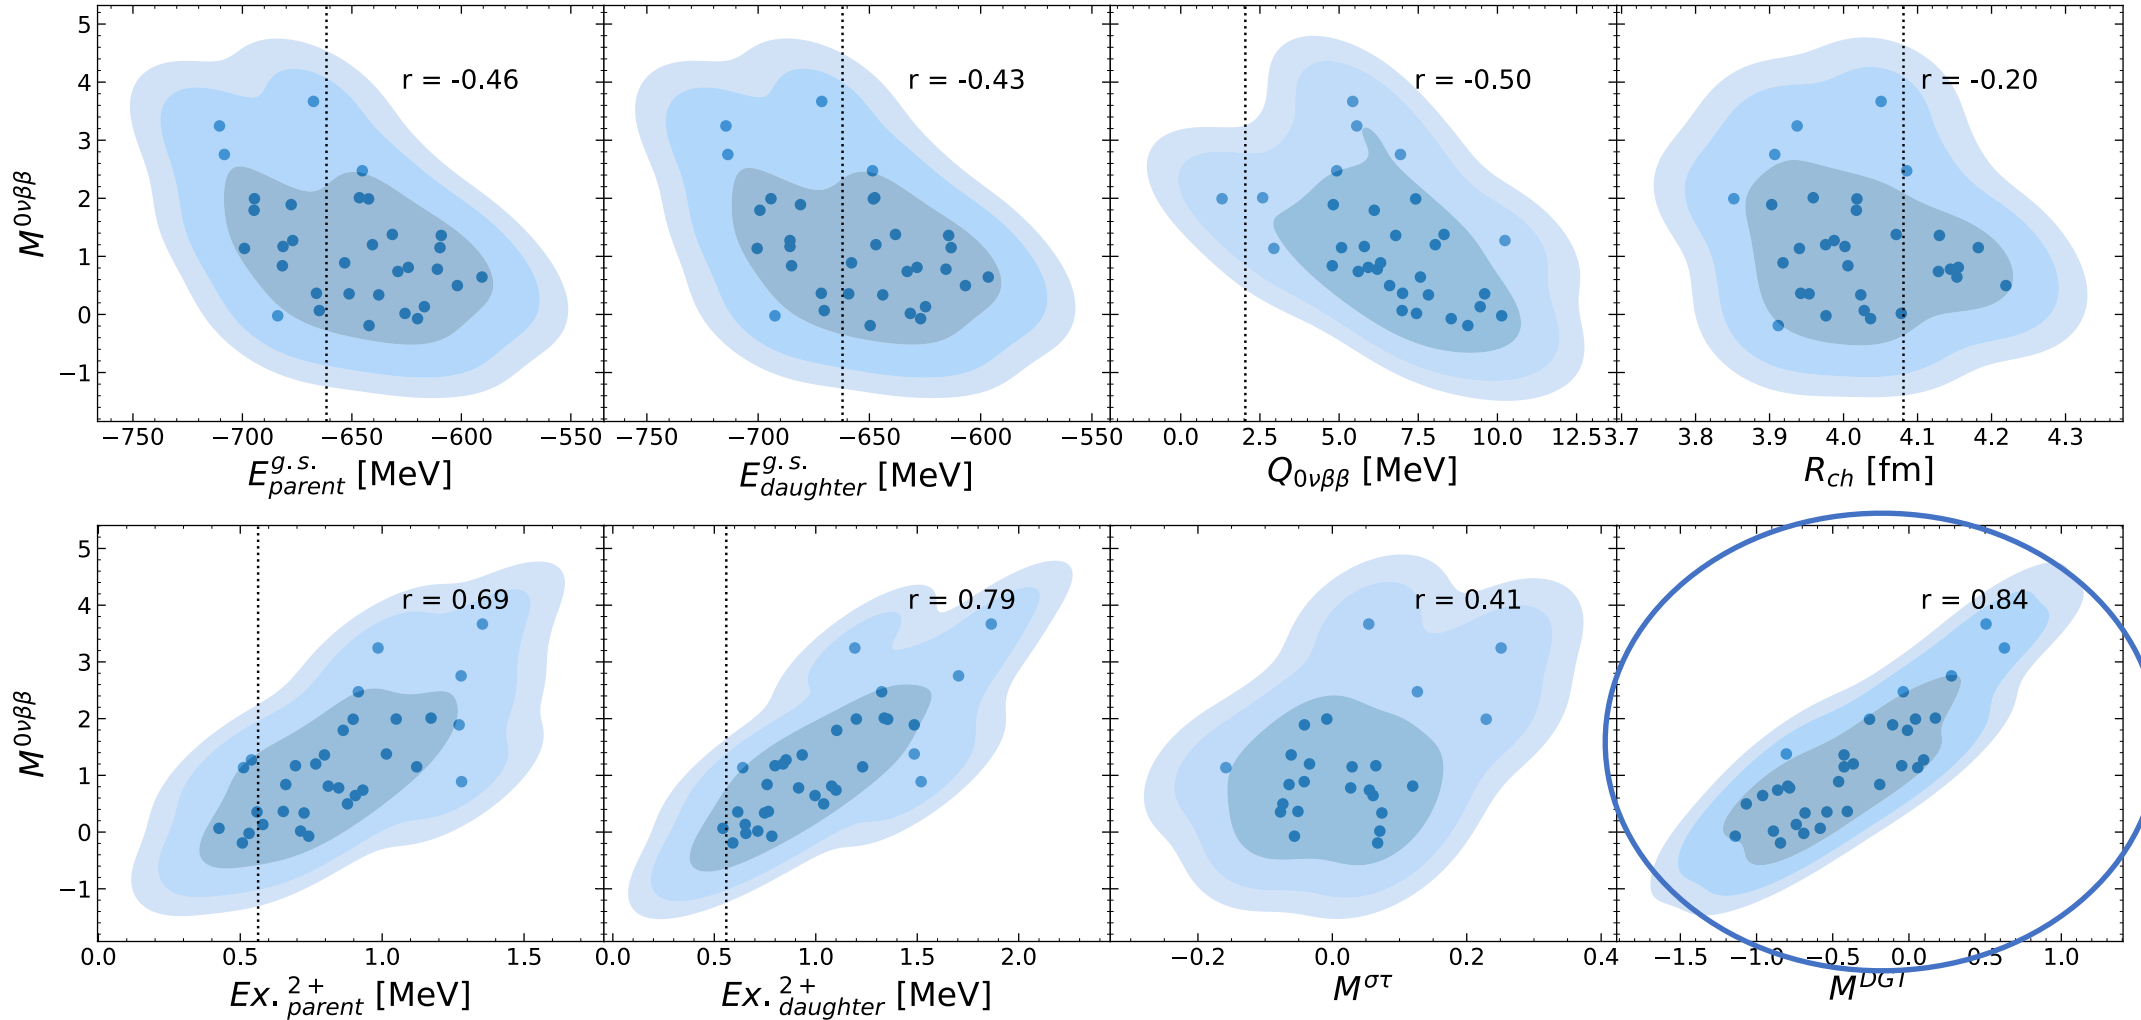 5
4
3
2
1
0
−1
M^{0νββ}
r = -0.46
r = -0.43
r = -0.50
r = -0.20
−750 −700 −650 −600 −550
−750 −700 −650 −600 −550
0.0 2.5 5.0 7.5 10.0 12.5
3.7 3.8 3.9 4.0 4.1 4.2 4.3
E^{g.s.}_{parent} [MeV]
E^{g.s.}_{daughter} [MeV]
Q_{0νββ} [MeV]
R_{ch} [fm]
5
4
3
2
1
0
−1
M^{0νββ}
r = 0.69
r = 0.79
r = 0.41
r = 0.84
0.0 0.5 1.0 1.5
0.0 0.5 1.0 1.5 2.0
−0.2 0.0 0.2 0.4
−1.5 −1.0 −0.5 0.0 0.5 1.0
Ex.^{2+}_{parent} [MeV]
Ex.^{2+}_{daughter} [MeV]
M^{στ}
M^{DGT}